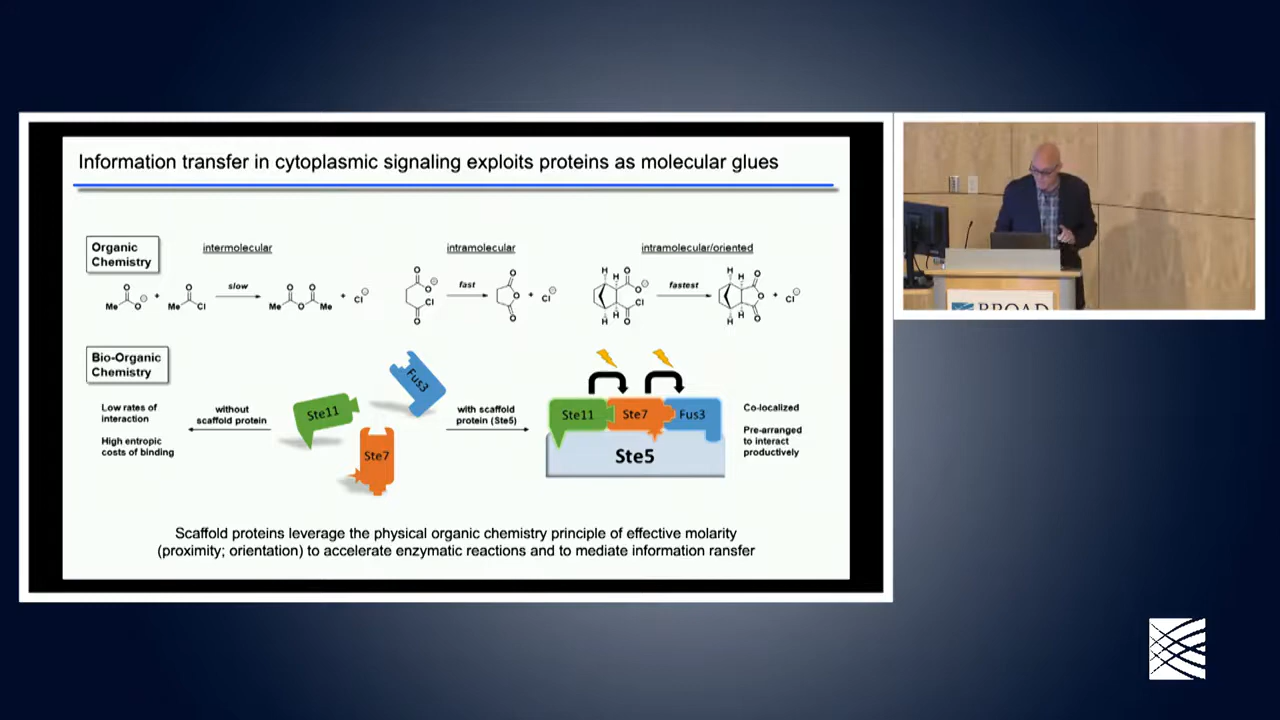 Information transfer in cytoplasmic signaling exploits proteins as molecular glues
Organic
Chemistry
intermolecular
intramolecular
intramolecular/oriented
Me
O
O
⊖
+
Me
O
Cl
slow
Me
O
O
O
Me
+
Cl
⊖
O
O
⊖
Cl
O
fast
O
O
O
+
Cl
⊖
H
H
O
O
⊖
Cl
H
H
O
fastest
H
H
O
O
H
H
O
+
Cl
⊖
Bio-Organic
Chemistry
Low rates of
interaction
High entropic
costs of binding
without
scaffold protein
Ste11
Fus3
Ste7
with scaffold
protein (Ste5)
Ste11
Ste7
Fus3
Ste5
Co-localized
Pre-arranged
to interact
productively
Scaffold proteins leverage the physical organic chemistry principle of effective molarity
(proximity; orientation) to accelerate enzymatic reactions and to mediate information ransfer
BROAD